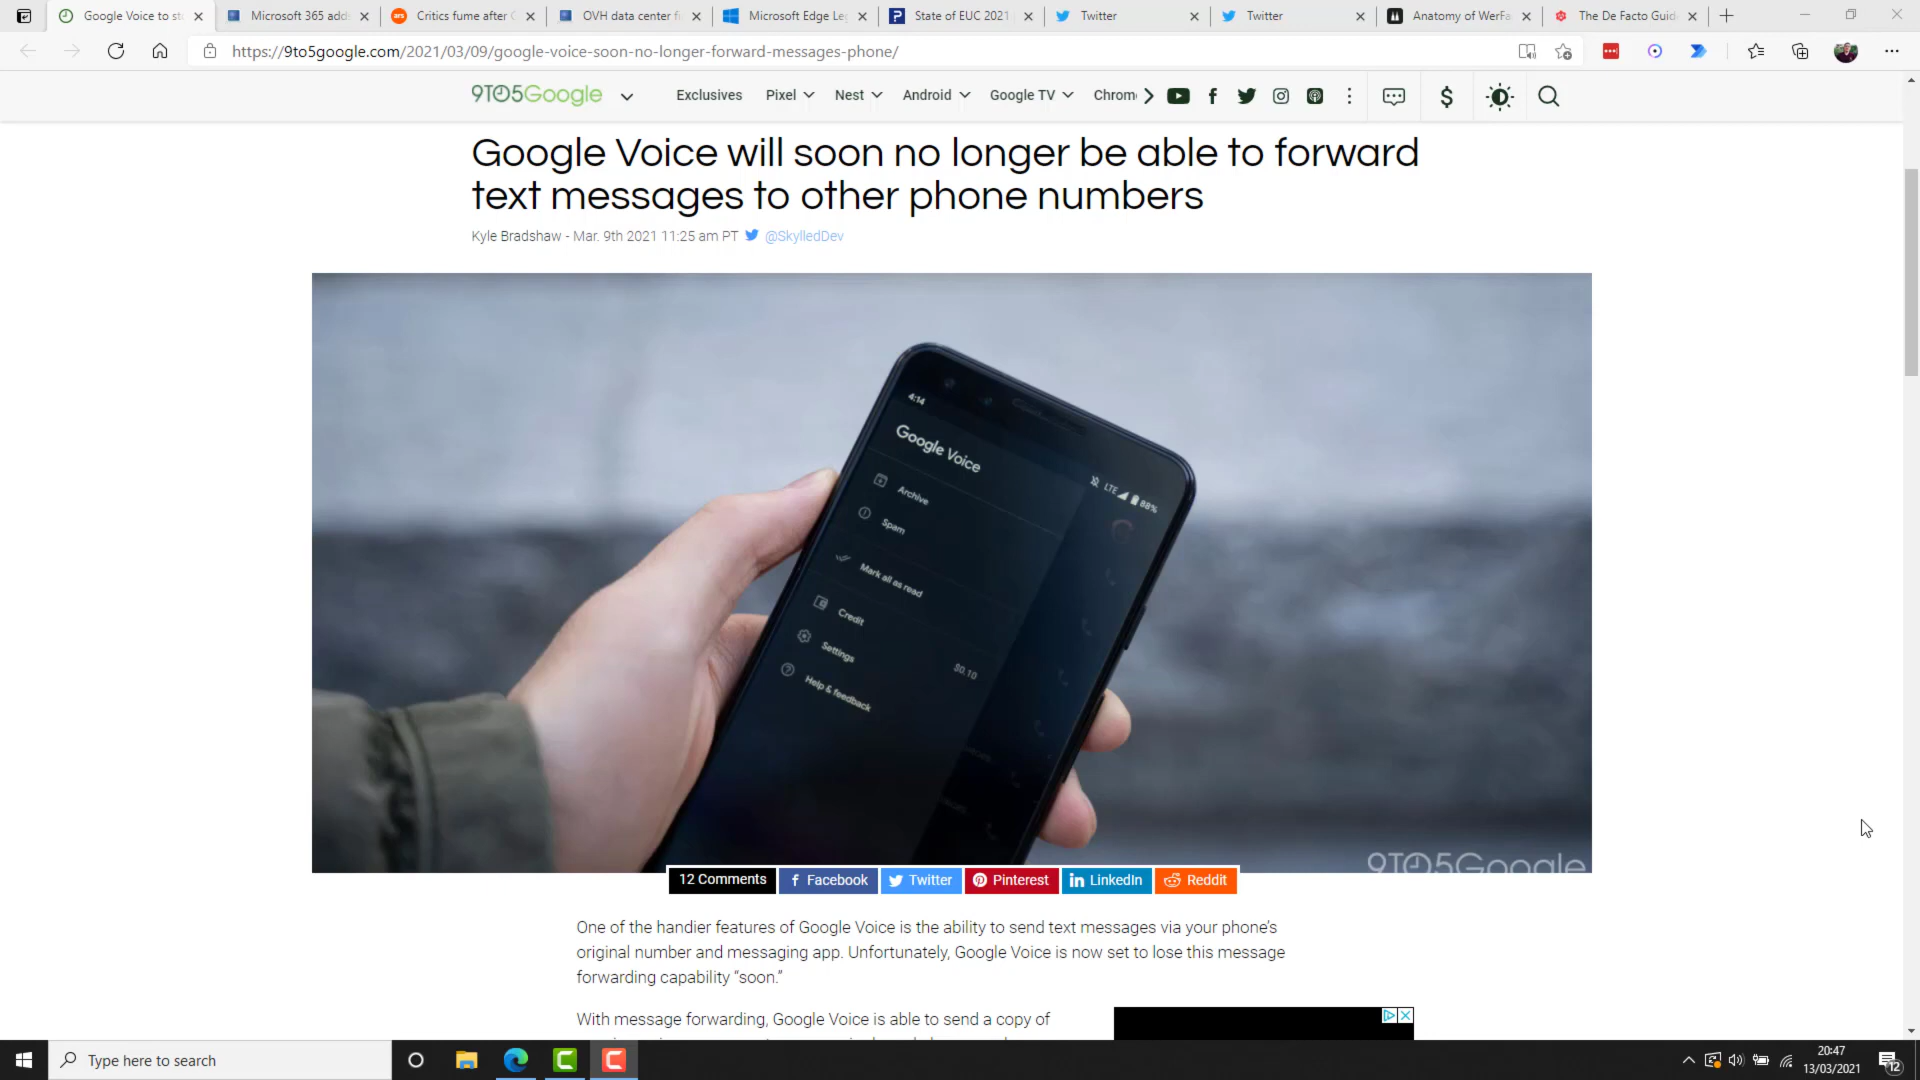 Google Voice to st
Microsoft 365 add
Critics fume after
OVH data center fi
Microsoft Edge Leg
State of EUC 2021
Twitter
Twitter
Anatomy of WerFa
The De Facto Guid
https://9to5google.com/2021/03/09/google-voice-soon-no-longer-forward-messages-phone/
9TO5Google
Exclusives
Pixel
Nest
Android
Google TV
Chrom
Google Voice will soon no longer be able to forward
text messages to other phone numbers
Kyle Bradshaw - Mar. 9th 2021 11:25 am PT @SkylledDev
4:14
LTE 88%
Google Voice
Archive
Spam
Mark all as read
Credit
$0.10
Settings
Help & feedback
9TO5Google
12 Comments
Facebook
Twitter
Pinterest
LinkedIn
Reddit
One of the handier features of Google Voice is the ability to send text messages via your phone's
original number and messaging app. Unfortunately, Google Voice is now set to lose this message
forwarding capability “soon.”
With message forwarding, Google Voice is able to send a copy of
Type here to search
20:47
13/03/2021
12